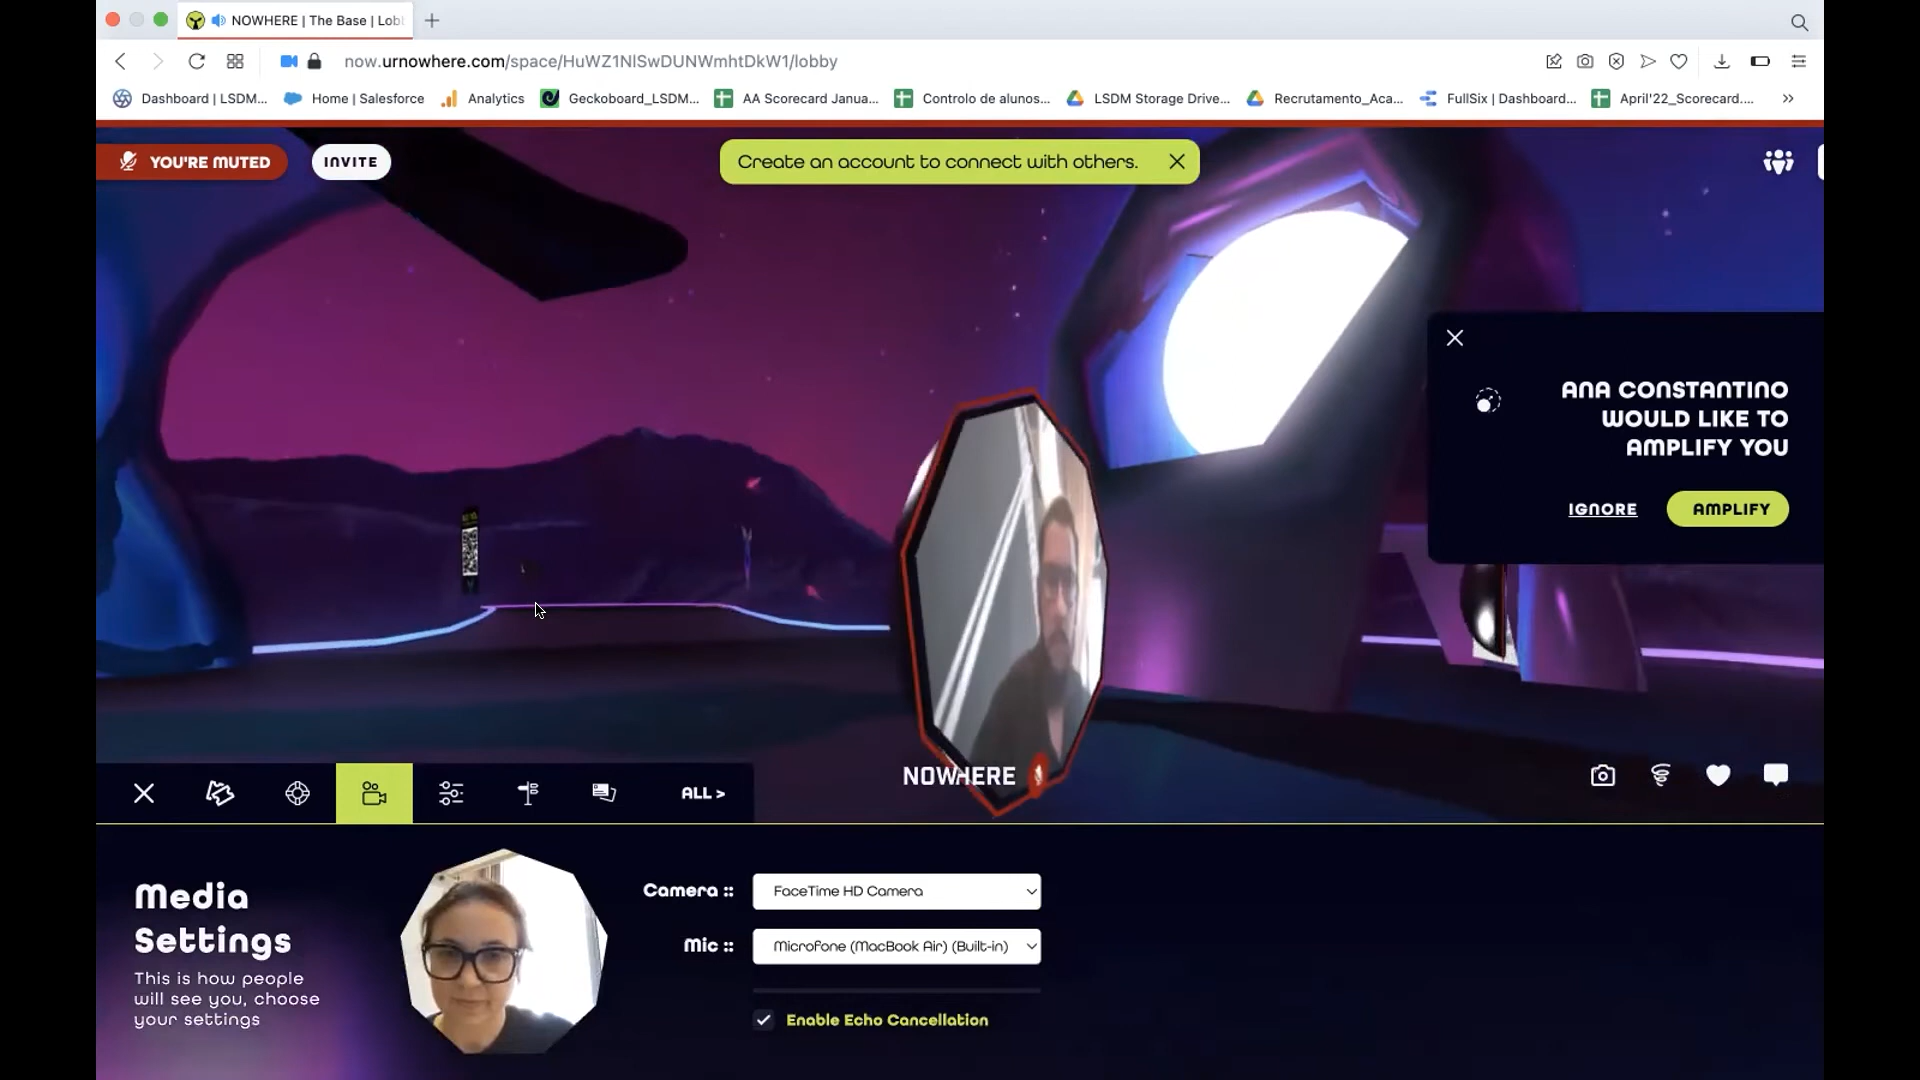 NOWHERE | The Base | Lob
now.urnowhere.com/space/HuWZ1NlSwDUNWmhtDkW1/lobby
Dashboard | LSDM... Home | Salesforce Analytics Geckoboard_LSDM... AA Scorecard Janua... Controlo de alunos... LSDM Storage Drive... Recrutamento_Aca... FullSix | Dashboard... April'22_Scorecard....
YOU'RE MUTED
INVITE
Create an account to connect with others.
ANA CONSTANTINO
WOULD LIKE TO
AMPLIFY YOU
IGNORE
AMPLIFY
NOWHERE
ALL >
Media
Settings
This is how people
will see you, choose
your settings
Camera :: FaceTime HD Camera
Mic :: Microfone (MacBook Air) (Built-in)
Enable Echo Cancellation